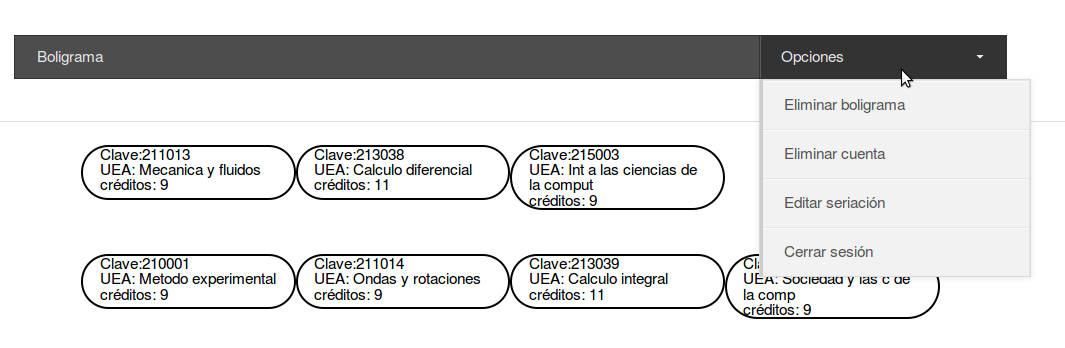 Boligrama
Opciones
Eliminar boligrama
Eliminar cuenta
Editar seriación
Cerrar sesión
Clave:211013
UEA: Mecanica y fluidos
créditos: 9
Clave:213038
UEA: Calculo diferencial
créditos: 11
Clave:215003
UEA: Int a las ciencias de
la comput
créditos: 9
Clave:210001
UEA: Metodo experimental
créditos: 9
Clave:211014
UEA: Ondas y rotaciones
créditos: 9
Clave:213039
UEA: Calculo integral
créditos: 11
UEA: Sociedad y las c de
la comp
créditos: 9